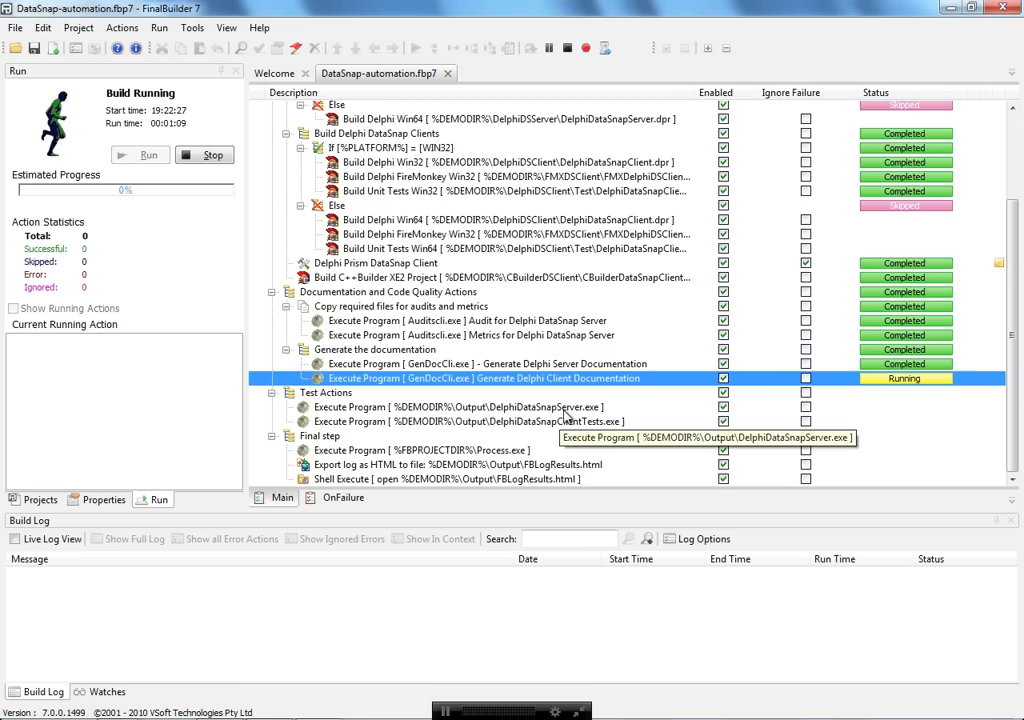 DataSnap-automation.fbp7 - FinalBuilder 7
File Edit Project Actions Run Tools View Help
Run
Build Running
Start time: 19:22:27
Run time: 00:01:09
Run Stop
Estimated Progress
0%
Action Statistics
Total: 0
Successful: 0
Skipped: 0
Error: 0
Ignored: 0
Show Running Actions
Current Running Action
Projects Properties Run
Welcome DataSnap-automation.fbp7
Description Enabled Ignore Failure Status
Else Skipped
Build Delphi Win64 [ %DEMODIR%\DelphiDSServer\DelphiDataSnapServer.dpr ]
Build Delphi DataSnap Clients Completed
If [%PLATFORM%] = [WIN32] Completed
Build Delphi Win32 [ %DEMODIR%\DelphiDSClient\DelphiDataSnapClient.dpr ] Completed
Build Delphi FireMonkey Win32 [ %DEMODIR%\FMXDSClient\FMXDelphiDSClien... Completed
Build Unit Tests Win32 [ %DEMODIR%\DelphiDSClient\Test\DelphiDataSnapClie... Completed
Else Skipped
Build Delphi Win64 [ %DEMODIR%\DelphiDSClient\DelphiDataSnapClient.dpr ]
Build Delphi FireMonkey Win64 [ %DEMODIR%\FMXDSClient\FMXDelphiDSClien...
Build Unit Tests Win64 [ %DEMODIR%\DelphiDSClient\Test\DelphiDataSnapClie...
Delphi Prism DataSnap Client Completed
Build C++Builder XE2 Project [ %DEMODIR%\CBuilderDSClient\CBuilderDataSnapClient... Completed
Documentation and Code Quality Actions Completed
Copy required files for audits and metrics Completed
Execute Program [ Auditscli.exe ] Audit for Delphi DataSnap Server Completed
Execute Program [ Auditscli.exe ] Metrics for Delphi DataSnap Server Completed
Generate the documentation Completed
Execute Program [ GenDocCli.exe ] - Generate Delphi Server Documentation Completed
Execute Program [ GenDocCli.exe ] Generate Delphi Client Documentation Running
Test Actions
Execute Program [ %DEMODIR%\Output\DelphiDataSnapServer.exe ]
Execute Program [ %DEMODIR%\Output\DelphiDataSnapClientTests.exe ]
Execute Program [ %DEMODIR%\Output\DelphiDataSnapServer.exe ]
Final step
Execute Program [ %FBPROJECTDIR%\Process.exe ]
Export log as HTML to file: %DEMODIR%\Output\FBLogResults.html
Shell Execute [ open %DEMODIR%\Output\FBLogResults.html ]
Main OnFailure
Build Log
Live Log View Show Full Log Show all Error Actions Show Ignored Errors Show In Context Search: Log Options
Message Date Start Time End Time Run Time Status
Build Log Watches
Version : 7.0.0.1499 ©2001 - 2010 VSoft Technologies Pty Ltd